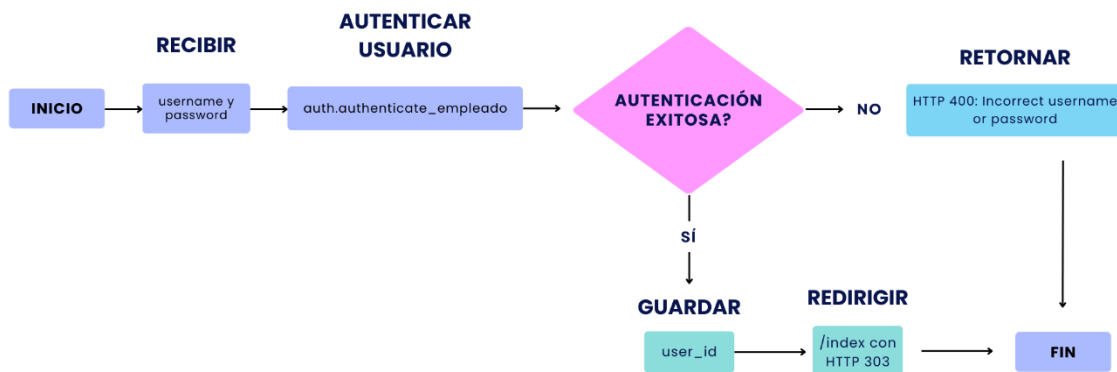 AUTENTICAR
USUARIO
RECIBIR
RETORNAR
INICIO
username y
password
auth.authenticate_empleado
AUTENTICACIÓN
EXITOSA?
NO
HTTP 400: Incorrect username
or password
SÍ
GUARDAR
REDIRIGIR
user_id
/index con
HTTP 303
FIN